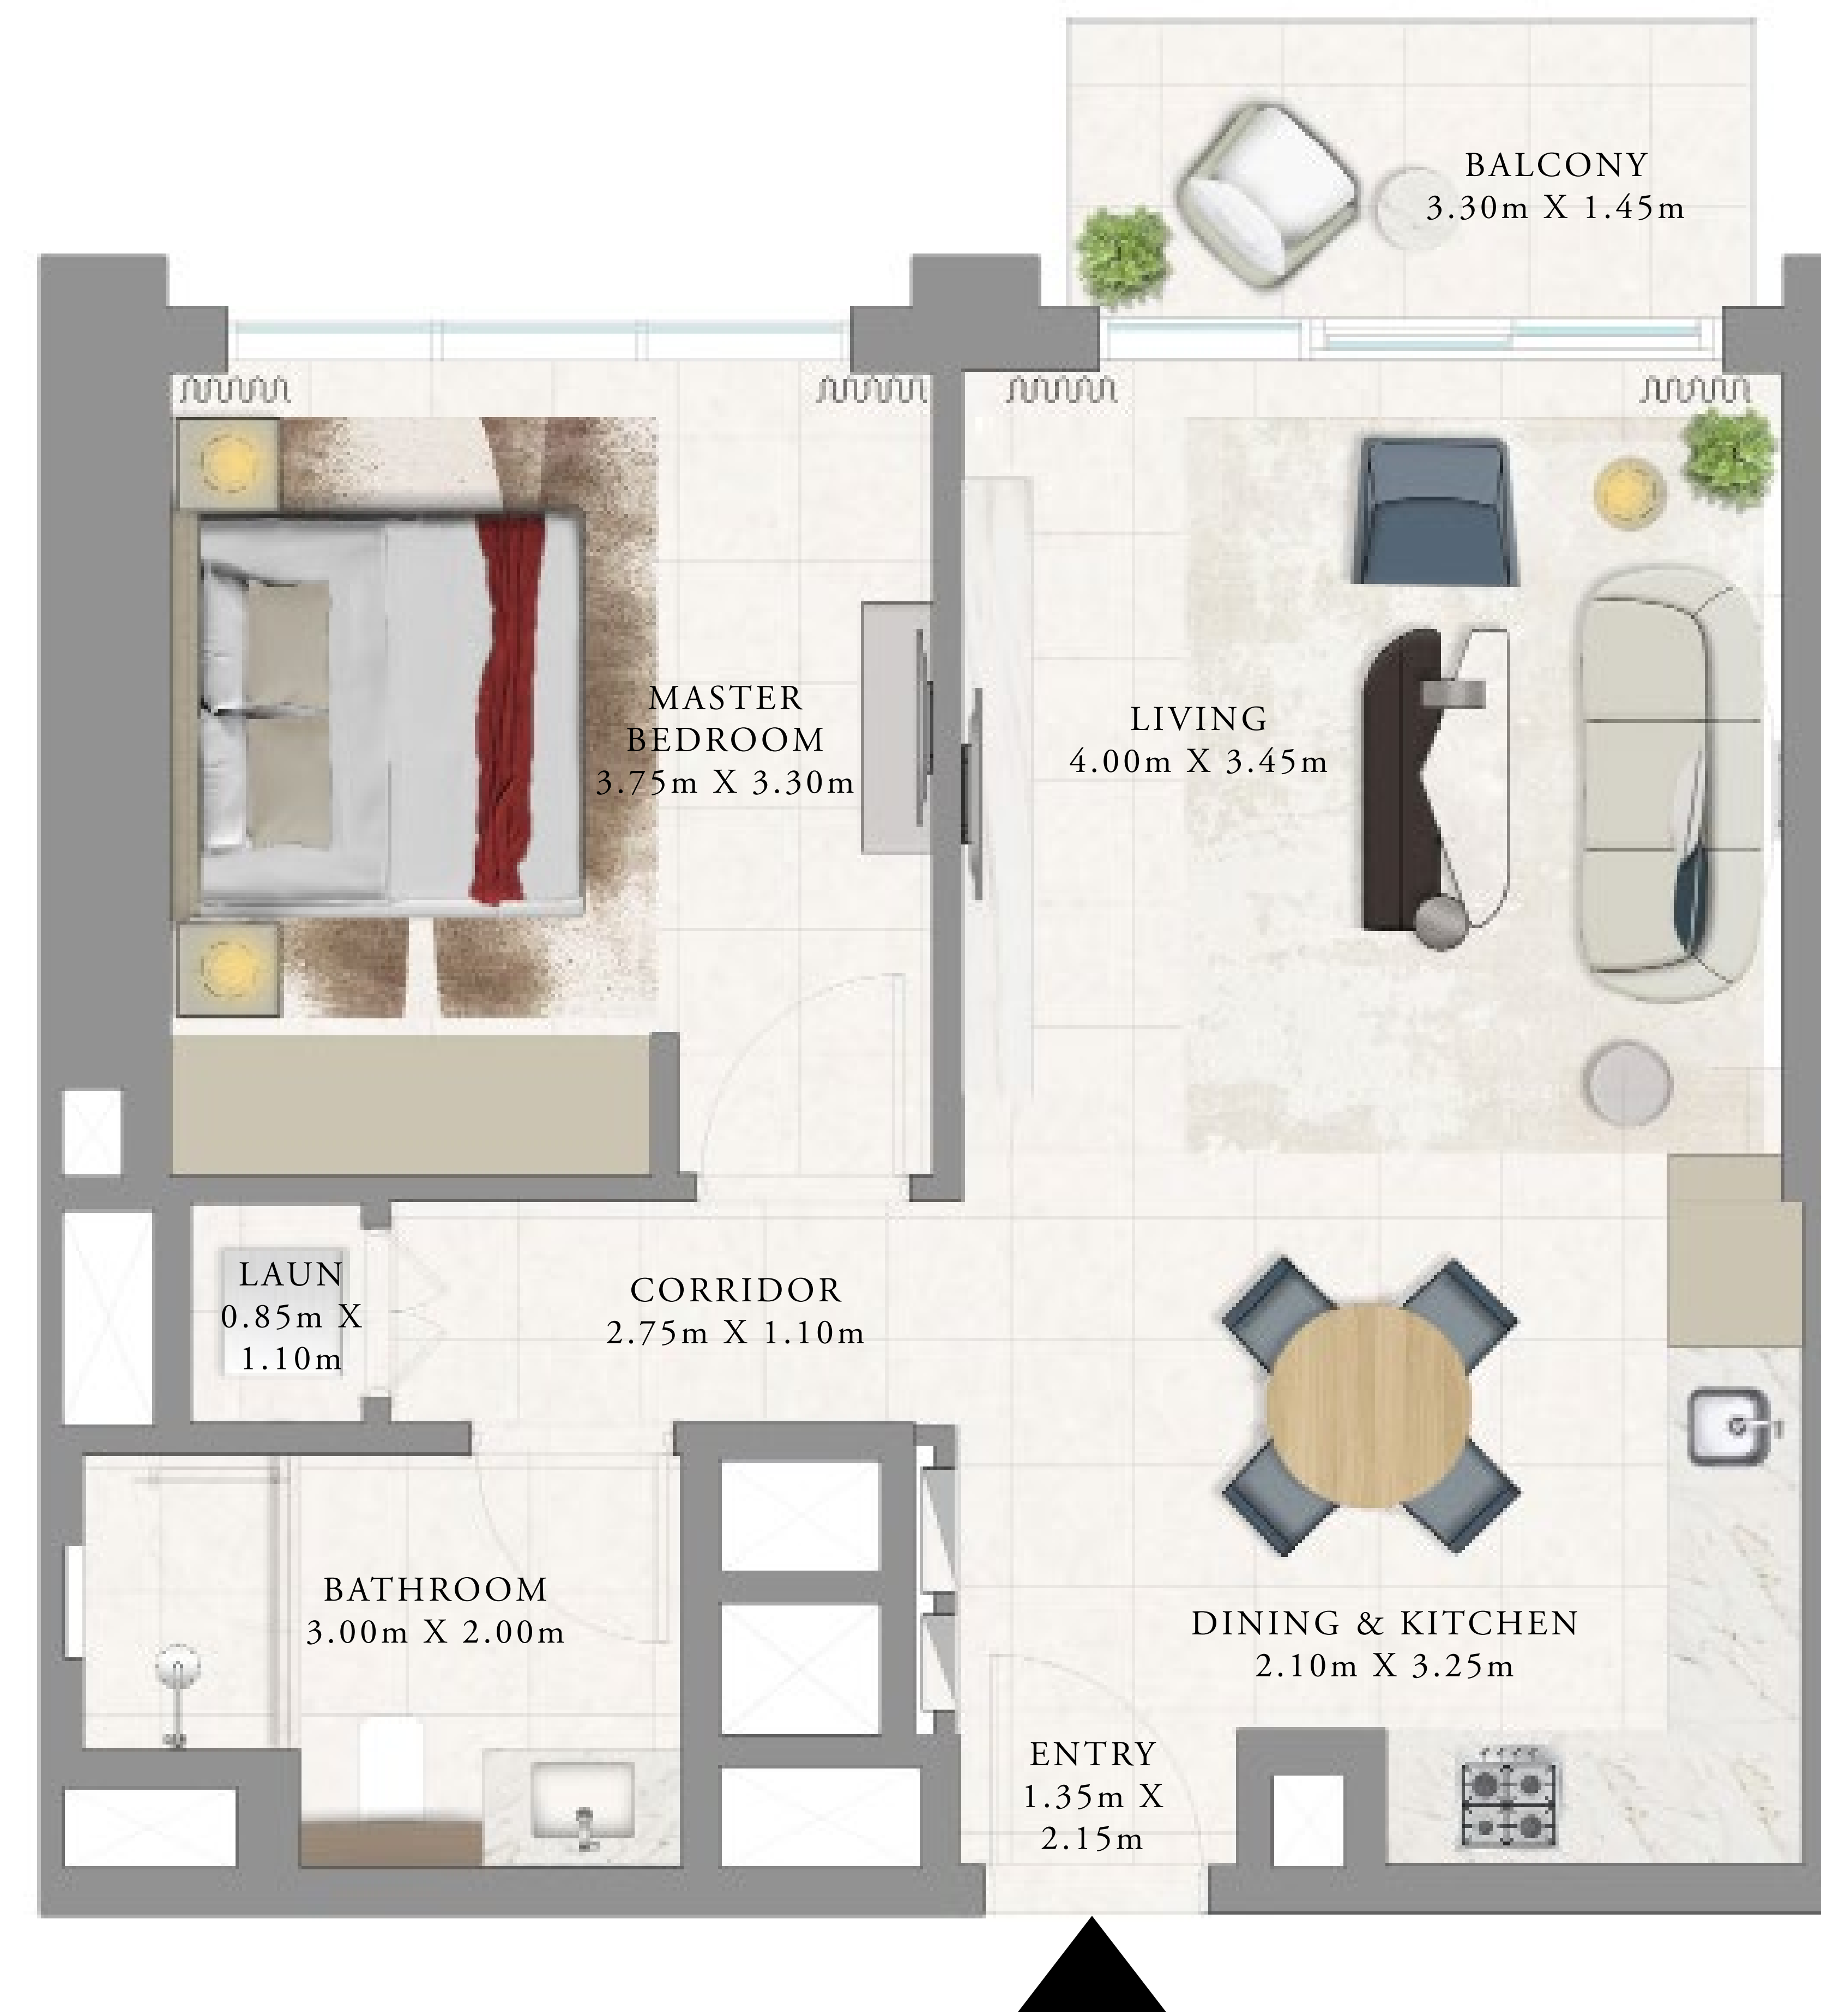 BALCONY
3.30m X 1.45m
MASTER
BEDROOM
3.75m X 3.30m
LIVING
4.00m X 3.45m
LAUN
0.85m X
1.10m
CORRIDOR
2.75m X 1.10m
BATHROOM
3.00m X 2.00m
DINING & KITCHEN
2.10m X 3.25m
ENTRY
1.35m X
2.15m